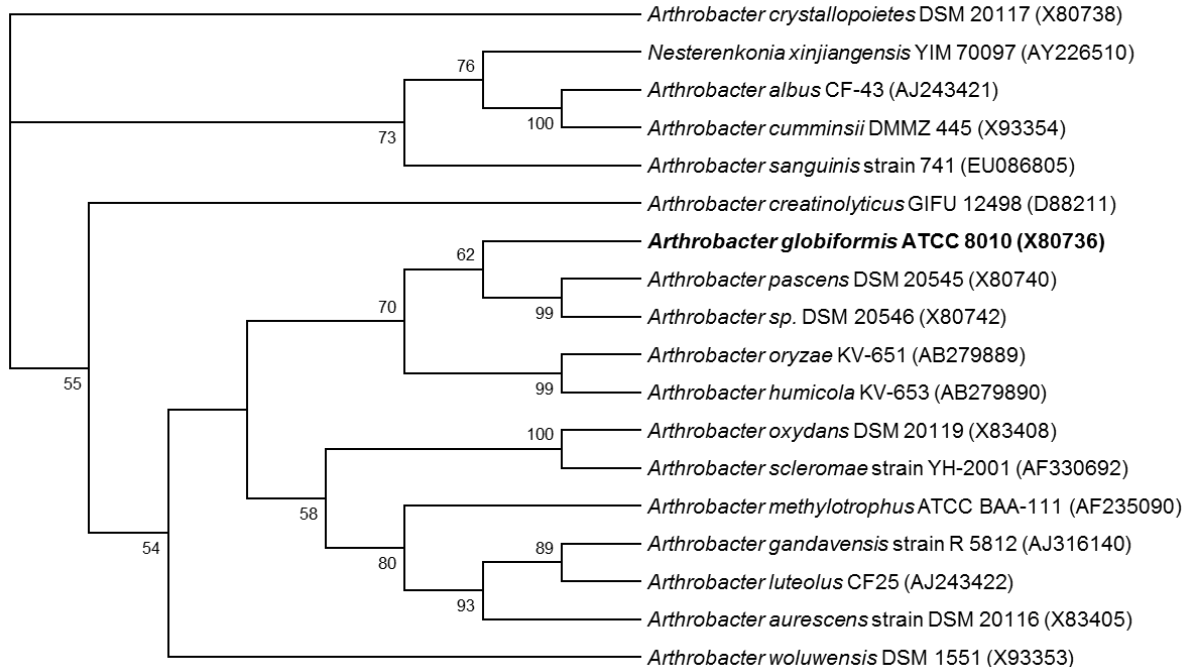 Arthrobacter crystallopoietes DSM 20117 (X80738)
Nesterenkonia xinjiangensis YIM 70097 (AY226510)
76
Arthrobacter albus CF-43 (AJ243421)
100
Arthrobacter cumminsii DMMZ 445 (X93354)
73
Arthrobacter sanguinis strain 741 (EU086805)
Arthrobacter creatinolyticus GIFU 12498 (D88211)
Arthrobacter globiformis ATCC 8010 (X80736)
62
Arthrobacter pascens DSM 20545 (X80740)
70
99
Arthrobacter sp. DSM 20546 (X80742)
Arthrobacter oryzae KV-651 (AB279889)
55
99
Arthrobacter humicola KV-653 (AB279890)
100
Arthrobacter oxydans DSM 20119 (X83408)
Arthrobacter scleromae strain YH-2001 (AF330692)
58
Arthrobacter methylotrophus ATCC BAA-111 (AF235090)
54
89
Arthrobacter gandavensis strain R 5812 (AJ316140)
80
Arthrobacter luteolus CF25 (AJ243422)
93
Arthrobacter aurescens strain DSM 20116 (X83405)
Arthrobacter woluwensis DSM 1551 (X93353)